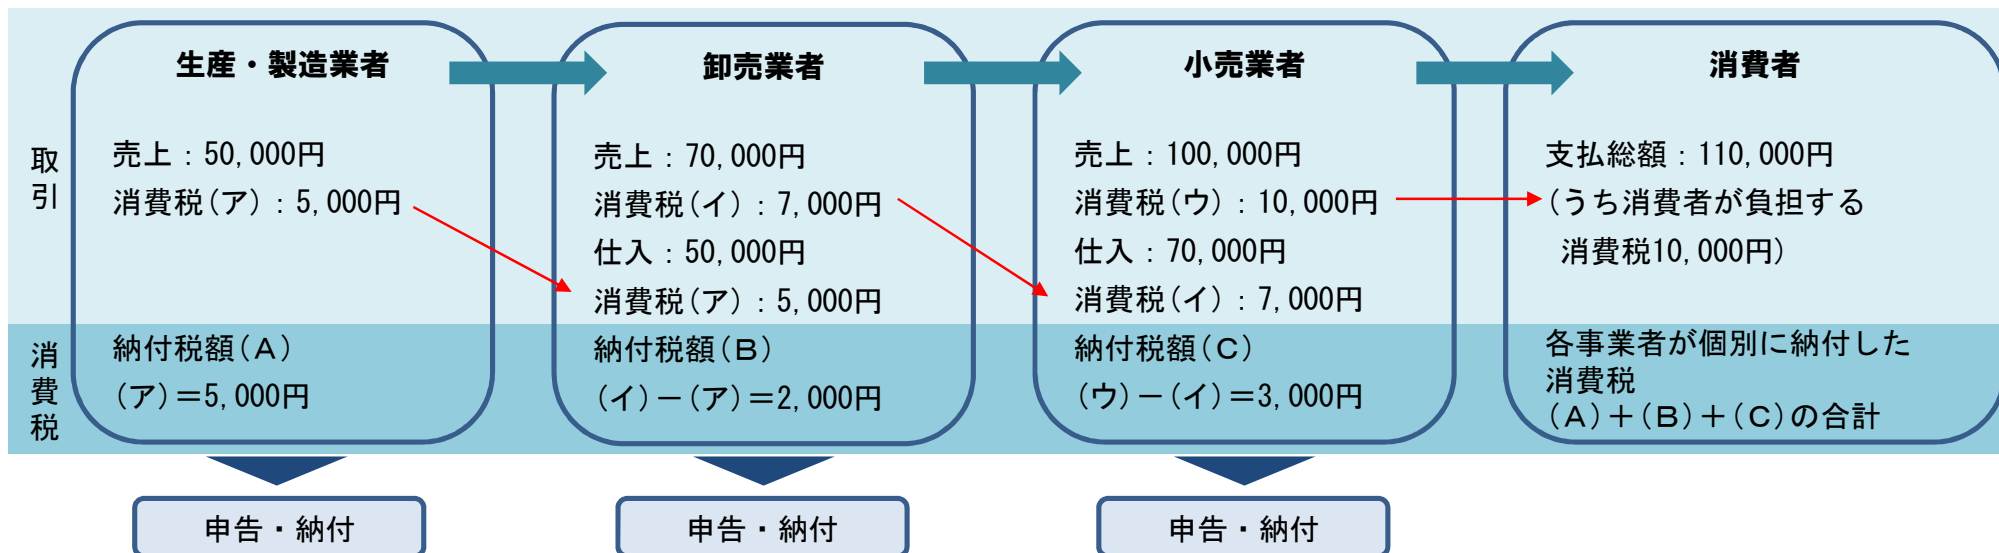 生産・製造業者
卸売業者
小売業者
消費者
取引
売上：50,000円
消費税(ア)：5,000円
売上：70,000円
消費税(イ)：7,000円
仕入：50,000円
消費税(ア)：5,000円
売上：100,000円
消費税(ウ)：10,000円
仕入：70,000円
消費税(イ)：7,000円
支払総額：110,000円
(うち消費者が負担する
消費税10,000円)
消費税
納付税額(Ａ)
(ア)＝5,000円
納付税額(Ｂ)
(イ)－(ア)＝2,000円
納付税額(Ｃ)
(ウ)－(イ)＝3,000円
各事業者が個別に納付した
消費税
(Ａ)＋(Ｂ)＋(Ｃ)の合計
申告・納付
申告・納付
申告・納付